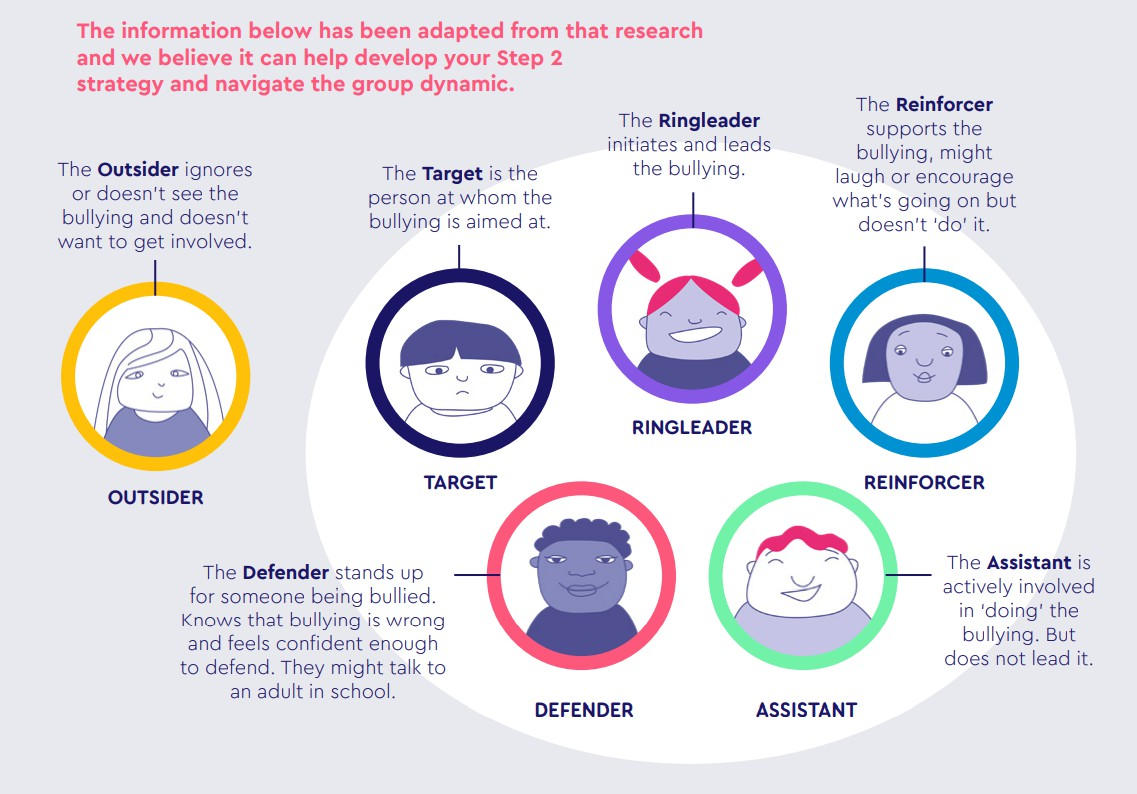 The information below has been adapted from that research
and we believe it can help develop your Step 2
strategy and navigate the group dynamic.
The Outsider ignores
or doesn't see the
bullying and doesn't
want to get involved.
OUTSIDER
The Target is the
person at whom the
bullying is aimed at.
TARGET
The Ringleader
initiates and leads
the bullying.
RINGLEADER
The Reinforcer
supports the
bullying, might
laugh or encourage
what's going on but
doesn't 'do' it.
REINFORCER
The Defender stands up
for someone being bullied.
Knows that bullying is wrong
and feels confident enough
to defend. They might talk to
an adult in school.
DEFENDER
The Assistant is
actively involved
in 'doing' the
bullying. But
does not lead it.
ASSISTANT